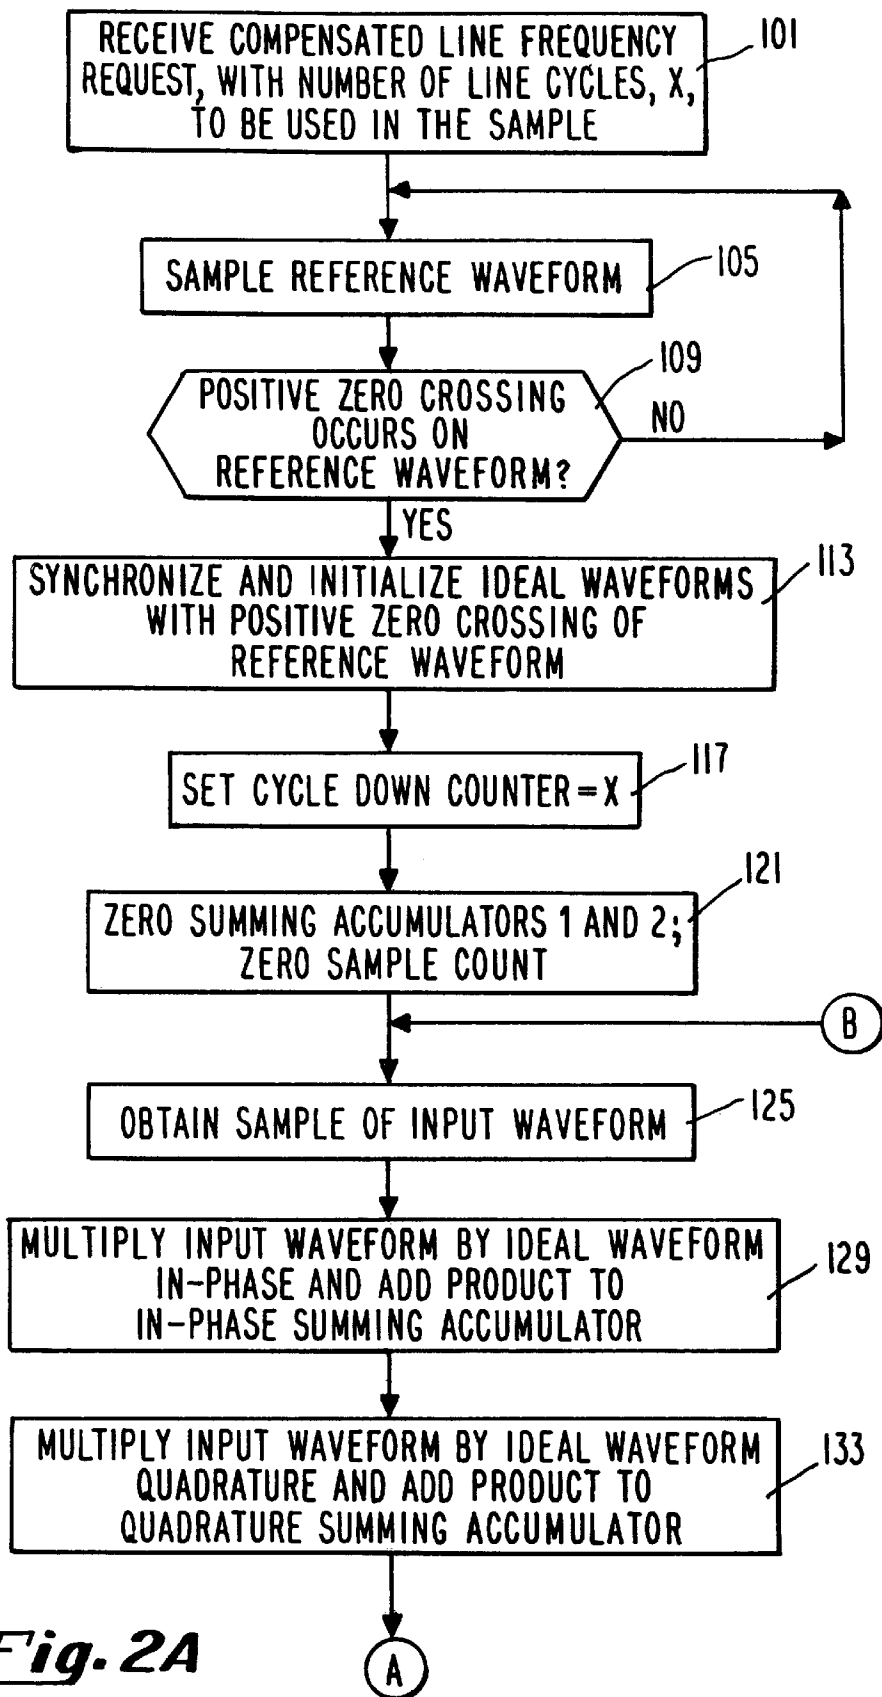 RECEIVE COMPENSATED LINE FREQUENCY
REQUEST, WITH NUMBER OF LINE CYCLES, X,
TO BE USED IN THE SAMPLE
101
SAMPLE REFERENCE WAVEFORM
105
POSITIVE ZERO CROSSING
OCCURS ON
REFERENCE WAVEFORM?
109
NO
YES
SYNCHRONIZE AND INITIALIZE IDEAL WAVEFORMS
WITH POSITIVE ZERO CROSSING OF
REFERENCE WAVEFORM
113
SET CYCLE DOWN COUNTER = X
117
ZERO SUMMING ACCUMULATORS 1 AND 2;
ZERO SAMPLE COUNT
121
B
OBTAIN SAMPLE OF INPUT WAVEFORM
125
MULTIPLY INPUT WAVEFORM BY IDEAL WAVEFORM
IN-PHASE AND ADD PRODUCT TO
IN-PHASE SUMMING ACCUMULATOR
129
MULTIPLY INPUT WAVEFORM BY IDEAL WAVEFORM
QUADRATURE AND ADD PRODUCT TO
QUADRATURE SUMMING ACCUMULATOR
133
A
Fig. 2A